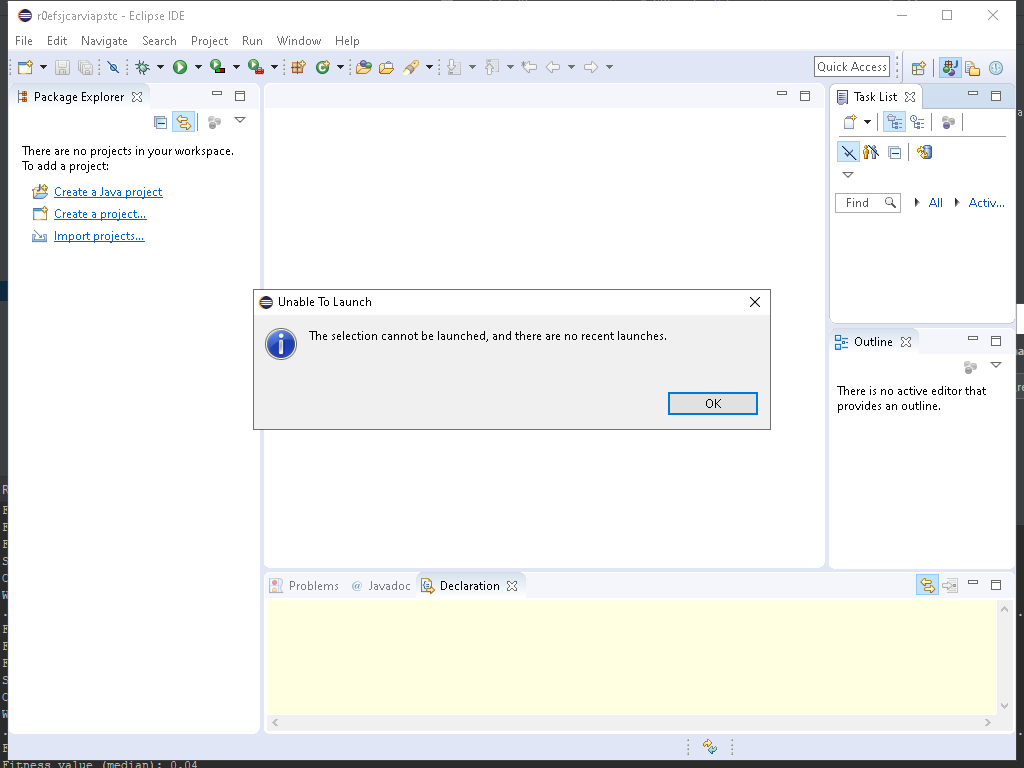 r0efsjcarviapstc - Eclipse IDE
File Edit Navigate Search Project Run Window Help
Quick Access
Package Explorer
Task List
There are no projects in your workspace.
To add a project:
Create a Java project
Create a project...
Import projects...
Find
All
Activ...
Unable To Launch
The selection cannot be launched, and there are no recent launches.
OK
Outline
There is no active editor that
provides an outline.
Problems
@ Javadoc
Declaration
Fitness value (median): 0.04